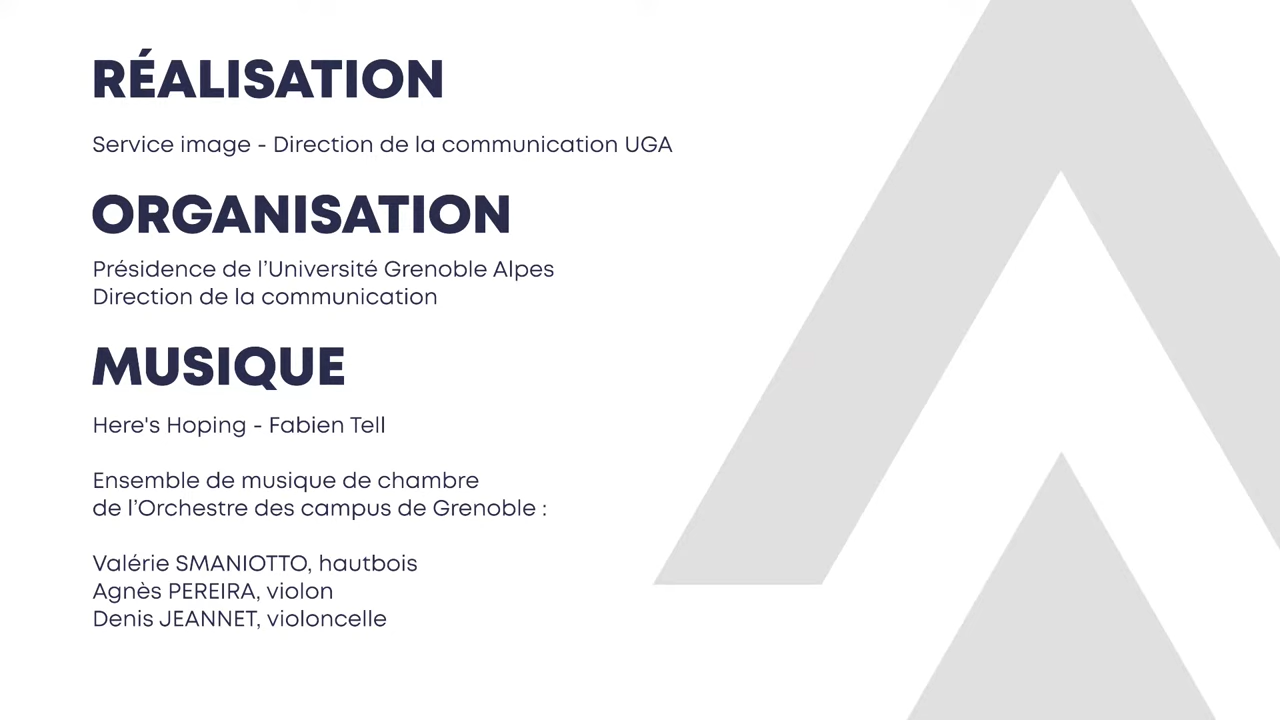 RÉALISATION
Service image - Direction de la communication UGA
ORGANISATION
Présidence de l’Université Grenoble Alpes
Direction de la communication
MUSIQUE
Here's Hoping - Fabien Tell
Ensemble de musique de chambre
de l’Orchestre des campus de Grenoble :
Valérie SMANIOTTO, hautbois
Agnès PEREIRA, violon
Denis JEANNET, violoncelle